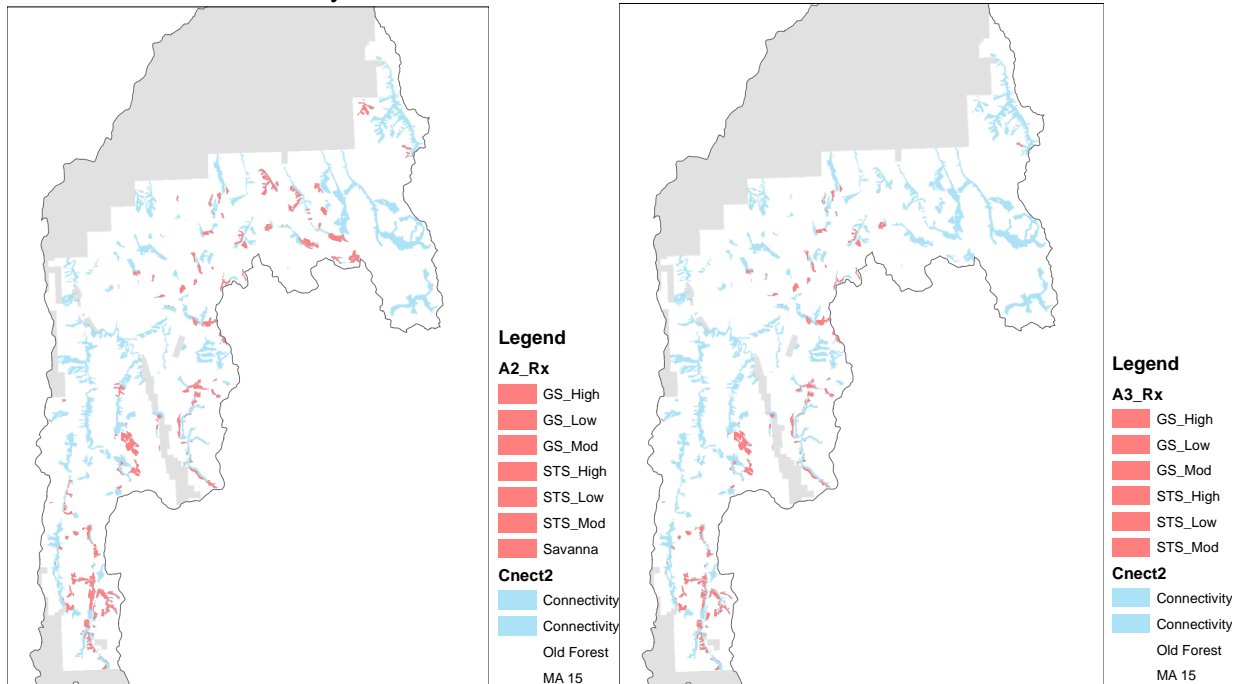 Legend
A2_Rx
GS_High
GS_Low
GS_Mod
STS_High
STS_Low
STS_Mod
Savanna
Cnect2
Connectivity
Connectivity
Old Forest
MA 15
Legend
A3_Rx
GS_High
GS_Low
GS_Mod
STS_High
STS_Low
STS_Mod
Cnect2
Connectivity
Connectivity
Old Forest
MA 15